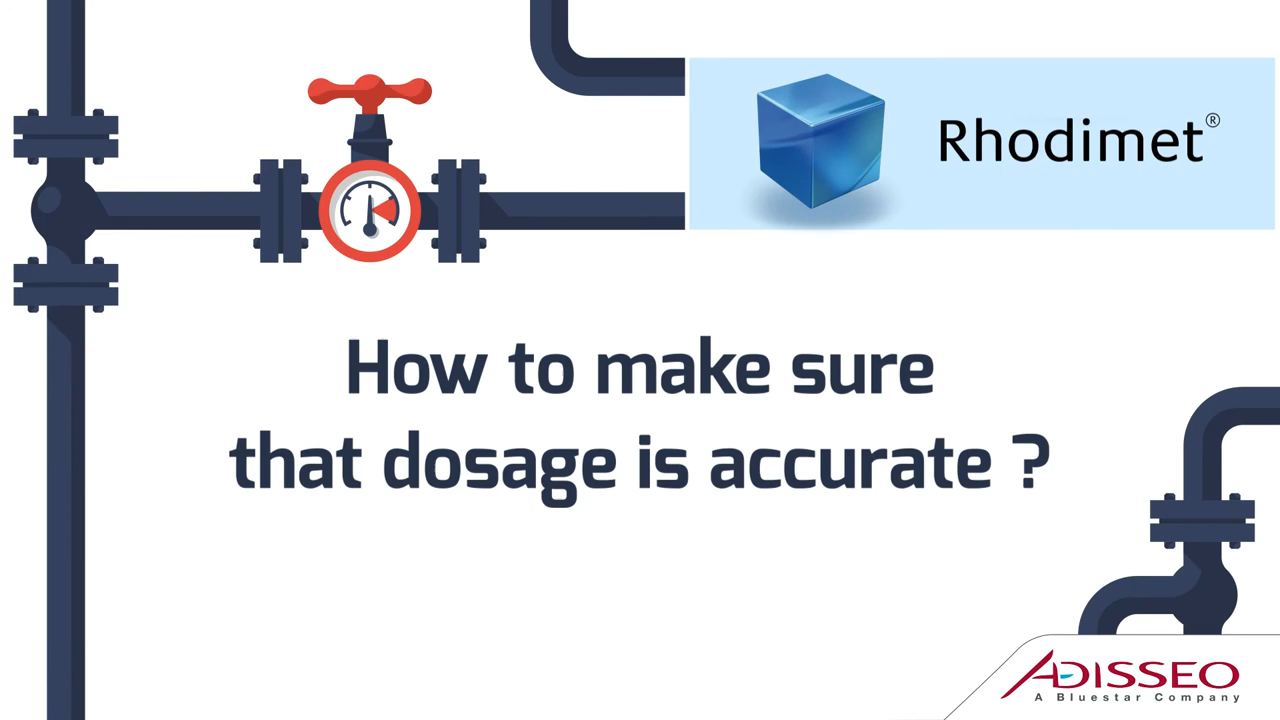 Rhodimet®
How to make sure
that dosage is accurate ?
ADISSEO
A Bluestar Company